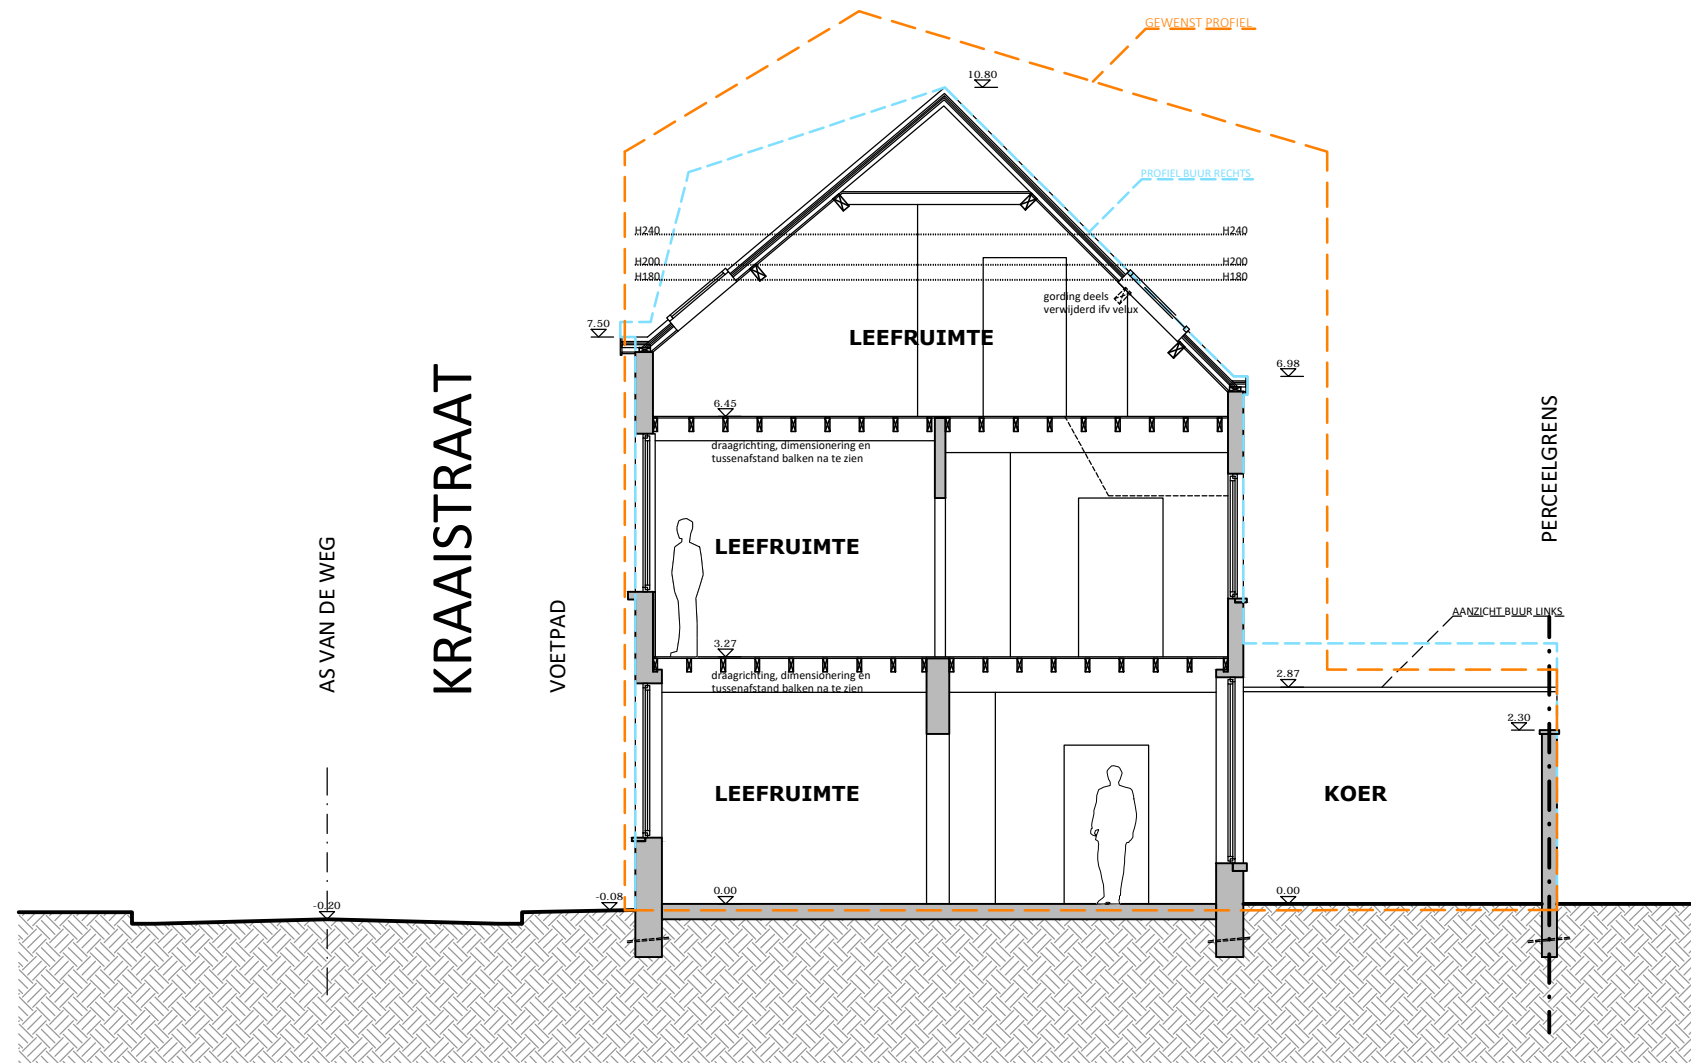 GEWENST PROFIEL
10.80
PROFIEL BUUR RECHTS
H240
H240
H200
H200
H180
H180
gording deels
verwijderd ifv velux
7.50
LEEFRUIMTE
6.98
6.45
draagrichting, dimensionering en
tussenafstand balken na te zien
KRAAISTRAAT
PERCEELGRENS
AS VAN DE WEG
VOETPAD
LEEFRUIMTE
AANZICHT BUUR LINKS
3.27
draagrichting, dimensionering en
tussenafstand balken na te zien
2.87
2.30
LEEFRUIMTE
KOER
-0.20
-0.08
0.00
0.00